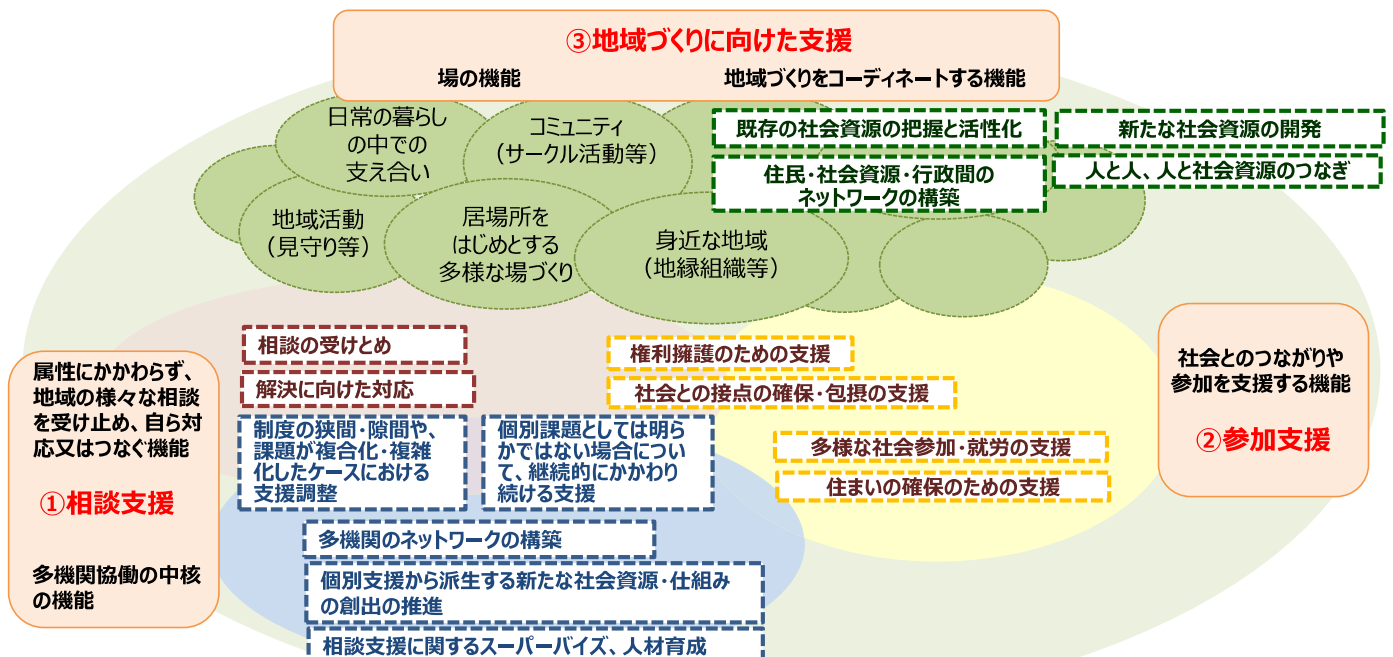 ③地域づくりに向けた支援
場の機能
地域づくりをコーディネートする機能
日常の暮らし
の中での
支え合い
コミュニティ
（サークル活動等）
地域活動
（見守り等）
居場所を
はじめとする
多様な場づくり
身近な地域
（地縁組織等）
既存の社会資源の把握と活性化
新たな社会資源の開発
住民・社会資源・行政間の
ネットワークの構築
人と人、人と社会資源のつなぎ
属性にかかわらず、
地域の様々な相談
を受け止め、自ら対
応又はつなぐ機能
①相談支援
多機関協働の中核
の機能
相談の受けとめ
解決に向けた対応
制度の狭間・隙間や、
課題が複合化・複雑
化したケースにおける
支援調整
個別課題としては明ら
かではない場合につい
て、継続的にかかわり
続ける支援
多機関のネットワークの構築
個別支援から派生する新たな社会資源・仕組み
の創出の推進
相談支援に関するスーパーバイズ、人材育成
権利擁護のための支援
社会との接点の確保・包摂の支援
多様な社会参加・就労の支援
住まいの確保のための支援
社会とのつながりや
参加を支援する機能
②参加支援